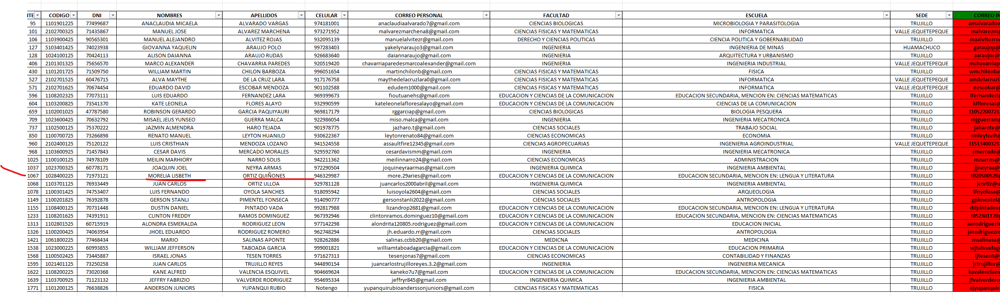 ITE CODIGO DNI NOMBRES APELLIDOS CELULAR CORREO PERSONAL FACULTAD ESCUELA SEDE CORREO IN
95 1101901225 77499687 ANACLAUDIA MICAELA ALVARADO VARGAS 974181001 anaclaudiaalvarado7@gmail.com CIENCIAS BIOLOGICAS MICROBIOLOGIA Y PARASITOLOGIA TRUJILLO amalvaradov
101 2102700325 71435867 MANUEL JOSE ALVAREZ MARCHENA 973271952 malvarezmarchena8@gmail.com CIENCIAS FISICAS Y MATEMATICAS INFORMATICA VALLE JEQUETEPEQUE malvarezm@
106 1103900425 90565301 MANUEL ALEJANDRO ALVITEZ ROJAS 932095139 manuelalvitezr@gmail.com DERECHO Y CIENCIAS POLITICAS CIENCIA POLITICA Y GOBERNABILIDAD TRUJILLO maalvitezro
127 5103401425 74023938 GIOVANNA YAQUELIN ARAUJO POLO 997283403 yakelynaraujo3@gmail.com INGENIERIA INGENIERIA DE MINAS HUAMACHUCO garaujop@
128 1024100125 70424113 ALISON DAIANNA ARAUJO RUDAS 926683640 daiannaraujo@gmail.com INGENIERIA ARQUITECTURA Y URBANISMO TRUJILLO aaraujor@
406 2101301325 75656570 MARCO ALEXANDER CHAVARRIA PAREDES 920519420 chavarriaparedesmarcoalexander@gmail.com INGENIERIA INGENIERIA INDUSTRIAL VALLE JEQUETEPEQUE mchavarriap
430 1101201725 71509750 WILLIAM MARTIN CHILON BARBOZA 996051654 martinchilonb@gmail.com CIENCIAS FISICAS Y MATEMATICAS FISICA TRUJILLO wmchilonba
527 2102701525 60476715 ALVA MAYTHE DE LA CRUZ LARA 917176758 maythedelacruzlara0@gmail.com CIENCIAS FISICAS Y MATEMATICAS INFORMATICA VALLE JEQUETEPEQUE amdelacruzl
571 2102701625 70674454 EDUARDO DAVID ESCOBAR MENDOZA 901102588 edudem1000@gmail.com CIENCIAS FISICAS Y MATEMATICAS INFORMATICA VALLE JEQUETEPEQUE eescobar@
596 1108202325 77073111 LUIS EDUARDO FERNANDEZ LARA 969399673 fioutuanehs@gmail.com EDUCACION Y CIENCIAS DE LA COMUNICACION EDUCACION SECUNDARIA, MENCION EN: CIENCIAS MATEMATICAS TRUJILLO lfernandezl
604 1103200825 73541370 KATE LEONELA FLORES ALAYO 932990599 kateleonelafloresalayo@gmail.com EDUCACION Y CIENCIAS DE LA COMUNICACION CIENCIAS DE LA COMUNICACION TRUJILLO klfloresal@
659 1102001025 47787580 ROBINSON GERARDO GARCIA PAQUIYAURI 969817179 rggarciap@gmail.com CIENCIAS BIOLOGICAS BIOLOGIA PESQUERA TRUJILLO t1052200721
709 1023600425 70632792 MISAEL JEUS YUNSEO GUERRA MALCA 922986054 miso.malca@gmail.com INGENIERIA INGENIERIA MECATRONICA TRUJILLO mjguerram@
737 1102500125 75370222 JAZMIN ALMENDRA HARO TEJADA 901978775 jazharo.t@gmail.com CIENCIAS SOCIALES TRABAJO SOCIAL TRUJILLO jaharote@
850 1100700725 73266898 RENATO MANUEL LEYTON HUANILO 930622367 leytonrenato84@gmail.com CIENCIAS ECONOMICAS ECONOMIA TRUJILLO rmleytonh@
960 2102400125 75120122 LUIS CRISTHIAN MENDOZA LOZANO 941524558 assaultfire12345@gmail.com CIENCIAS AGROPECUARIAS INGENIERIA AGROINDUSTRIAL VALLE JEQUETEPEQUE t1513400321
968 1103600925 71457843 CESAR DAVIS MERCADO MORALES 929592760 cesardavismm@gmail.com INGENIERIA INGENIERIA MECATRONICA TRUJILLO cmercado@
1025 1100100125 74978109 MEILIN MARHIORY NARRO SOLIS 942211362 meilinnarro24@gmail.com CIENCIAS ECONOMICAS ADMINISTRACION TRUJILLO mnarros@
1037 1023700325 60778171 JOAQUIN JOEL NEYRA ARMAS 972290504 joquineyraarmas@gmail.com INGENIERIA QUIMICA INGENIERIA AMBIENTAL TRUJILLO jjneyraa@
1067 1028400225 71973121 MORELIA LISBETH ORTIZ QUIÑONES 946329987 more.29aries@gmail.com EDUCACION Y CIENCIAS DE LA COMUNICACION EDUCACION SECUNDARIA, MENCION EN: LENGUA Y LITERATURA TRUJILLO t020500520@
1068 1103701125 76933449 JUAN CARLOS ORTIZ ULLOA 929781128 juancarlos2000abril@gmail.com INGENIERIA QUIMICA INGENIERIA AMBIENTAL TRUJILLO jcortiz@u
1078 1100301425 74753407 LUIS FERNANDO OYOLA SANCHES 918095942 luisoyola2604@gmail.com CIENCIAS SOCIALES ARQUEOLOGIA TRUJILLO lfoyolasa@
1149 1100201825 76392878 GERSON STANLI PIMENTEL FONSECA 914090777 gersonstanli2022@gmail.com CIENCIAS SOCIALES ANTROPOLOGIA TRUJILLO gpimentel@
1155 1108400125 70731448 DUSTIN DANIEL PINTADO VADA 992817988 lizandrop2681@gmail.com EDUCACION Y CIENCIAS DE LA COMUNICACION EDUCACION SECUNDARIA, MENCION EN: LENGUA Y LITERATURA TRUJILLO ddpintadov@
1233 1108201625 74391911 CLINTON FREDDY RAMOS DOMINGUEZ 967392946 clintonramos.dominguez10@gmail.com EDUCACION Y CIENCIAS DE LA COMUNICACION EDUCACION SECUNDARIA, MENCION EN: CIENCIAS MATEMATICAS TRUJILLO t052301120@
1313 1102801525 60715919 ALONDRA ESMERALDA RODRIGUEZ LEON 977142298 alondrita120805.rodriguez@gmail.com EDUCACION Y CIENCIAS DE LA COMUNICACION EDUCACION INICIAL TRUJILLO aerodriguezle
1326 1100200425 74063954 JHOEL EDUARDO RODRIGUEZ ROMERO 962748294 jh.eduardo.rr@gmail.com CIENCIAS SOCIALES ANTROPOLOGIA TRUJILLO jerodriguezro
1421 1061800225 77468434 MARIO SALINAS APONTE 928262886 salinas.ccbb20@gmail.com MEDICNA MEDICINA TRUJILLO msalinasa@
1538 1023000225 60993855 WILLIAM JEFFERSON TABOADA GARCIA 999001821 williamtaboadagarcia@gmail.com EDUCACION Y CIENCIAS DE LA COMUNICACION EDUCACION PRIMARIA TRUJILLO wjtaboadag
1568 1100502425 73445887 ISRAEL JONAS TESEN TORRES 971627313 tesenjonas7@gmail.com CIENCIAS ECONOMICAS CONTABILIDAD Y FINANZAS TRUJILLO ijtesent@
1595 1021401125 73250258 JUAN CARLOS TRUJILLO REYES 944890154 juancarlostrujilloreyes.3.2@gmail.com INGENIERIA INGENIERIA MECANICA TRUJILLO jctrujillor@
1622 1108200225 73020368 KANE ALFRED VALENCIA ESQUIVEL 904669624 kaneko7u7@gmail.com EDUCACION Y CIENCIAS DE LA COMUNICACION EDUCACION SECUNDARIA, MENCION EN: CIENCIAS MATEMATICAS TRUJILLO kavalenciaes
1639 1103700925 71123132 JEFFRY FABRIZIO VALVERDE RODRIGUEZ 954695334 jeffryr845@gmail.com INGENIERIA QUIMICA INGENIERIA AMBIENTAL TRUJILLO jfvalverdero
1771 1101200125 76638826 ANDERSON JUNIORS YUPANQUI RUBIO Notengo yupanquirubioanderssonjuniors@gmail.com CIENCIAS FISICAS Y MATEMATICAS FISICA TRUJILLO ajyupanquir